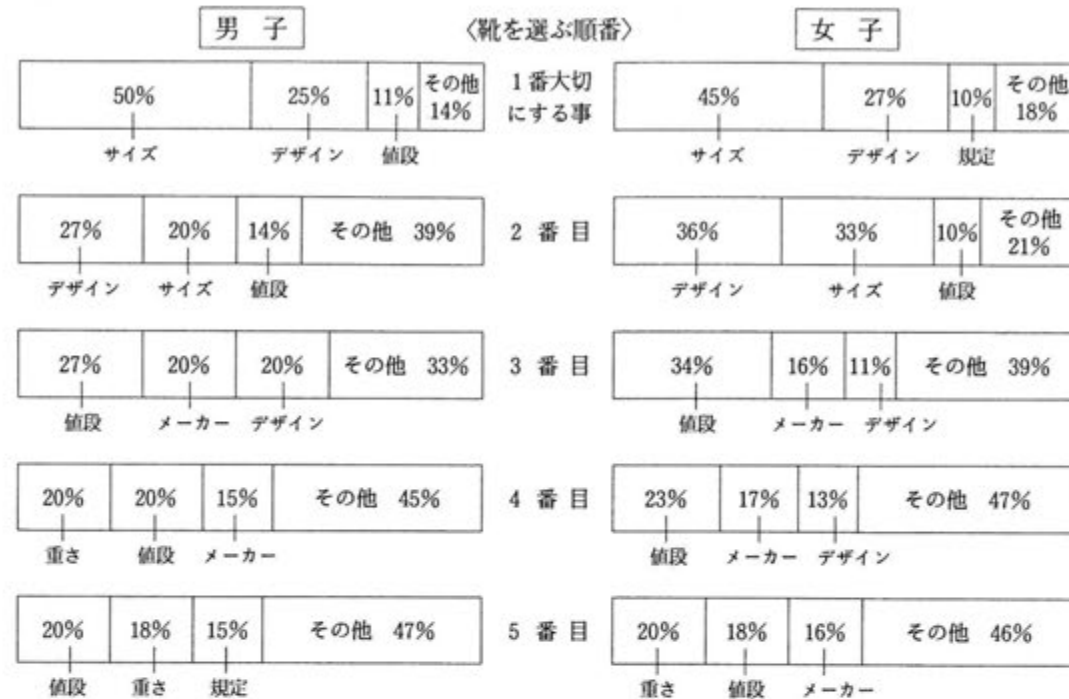 男子 〈靴を選ぶ順番〉 女子
50% 25% 11% その他 14% 1番大切にする事 45% 27% 10% その他 18%
サイズ デザイン 値段 サイズ デザイン 規定
27% 20% 14% その他 39% 2番目 36% 33% 10% その他 21%
デザイン サイズ 値段 デザイン サイズ 値段
27% 20% 20% その他 33% 3番目 34% 16% 11% その他 39%
値段 メーカー デザイン 値段 メーカー デザイン
20% 20% 15% その他 45% 4番目 23% 17% 13% その他 47%
重さ 値段 メーカー 値段 メーカー デザイン
20% 18% 15% その他 47% 5番目 20% 18% 16% その他 46%
値段 重さ 規定 重さ 値段 メーカー